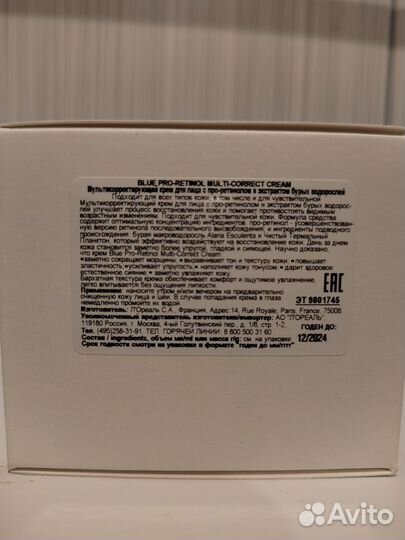 BLUE PRO-RETINOL MULTI-CORRECT CREAM
Мультикорректирующий крем для лица с про-ретинолом и экстрактом бурых водорослей
Подходит для всех типов кожи, в том числе и для чувствительной
Мультикорректирующий крем для лица с про-ретинолом и экстрактом бурых водорос-
лей улучшает процесс восстановления кожи и помогает противостоять видимым
возрастным изменениям. Подходит для чувствительной кожи. Формула средства
содержит оптимальную концентрацию ингредиентов: про-ретинол - усовершенствован-
ную версию ретинола последовательного высвобождения, и ингредиенты подводного
происхождения: бурая макроводоросль Alaria Esculenta и Чистый Термальный
Планктон, которые эффективно воздействуют на восстановление кожи. День за днем
кожа становится заметно более упругой, гладкой и сияющей. Научно доказано,
что крем Blue Pro-Retinol Multi-Correct Cream
•заметно сокращает морщины; • выравнивает тон и текстуру кожи; • повышает
эластичность; •усиливает упругость; • наполняет кожу тонусом; • дарит здоровое
естественное сияние; • заметно увлажняет кожу
Бархатная текстура крема обеспечивает комфорт и ощутимое увлажнение,
легко впитывается без ощущения липкости.
Применение: наносите утром и/или вечером на предварительно
очищенную кожу лица и шеи. В случае попадания крема в глаза
немедленно промойте их водой.
EAC
ЭТ 9801745
Изготовитель: Л'Ореаль С.А., Франция. Адрес:14, Rue Royale, Paris, France, 75008.
Уполномоченный представитель изготовителя/импортер: АО "Л'ОРЕАЛЬ",
119180 Россия, г. Москва, 4-ый Голутвинский пер., д. 1/8, стр. 1-2.
Тел.: (495)258-31-91. ТЕЛ. ГОРЯЧЕЙ ЛИНИИ: 8 800 500 31 60
ГОДЕН ДО:
12/2024
Состав / ingredients, объем мл/ml или масса г/g: см. на упаковке
Срок годности смотри на упаковке в формате "годен до мм/гггг"
Avito